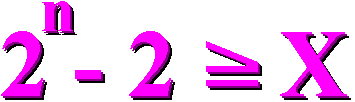 2ⁿ- 2 ≥ X